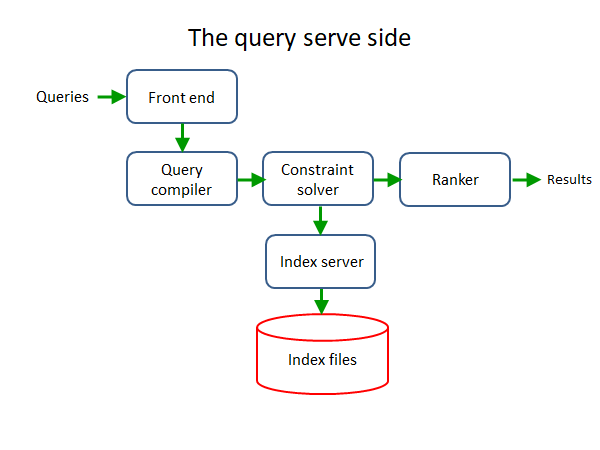 The query serve side
Queries
Front end
Query
compiler
Constraint
solver
Ranker
Results
Index server
Index files